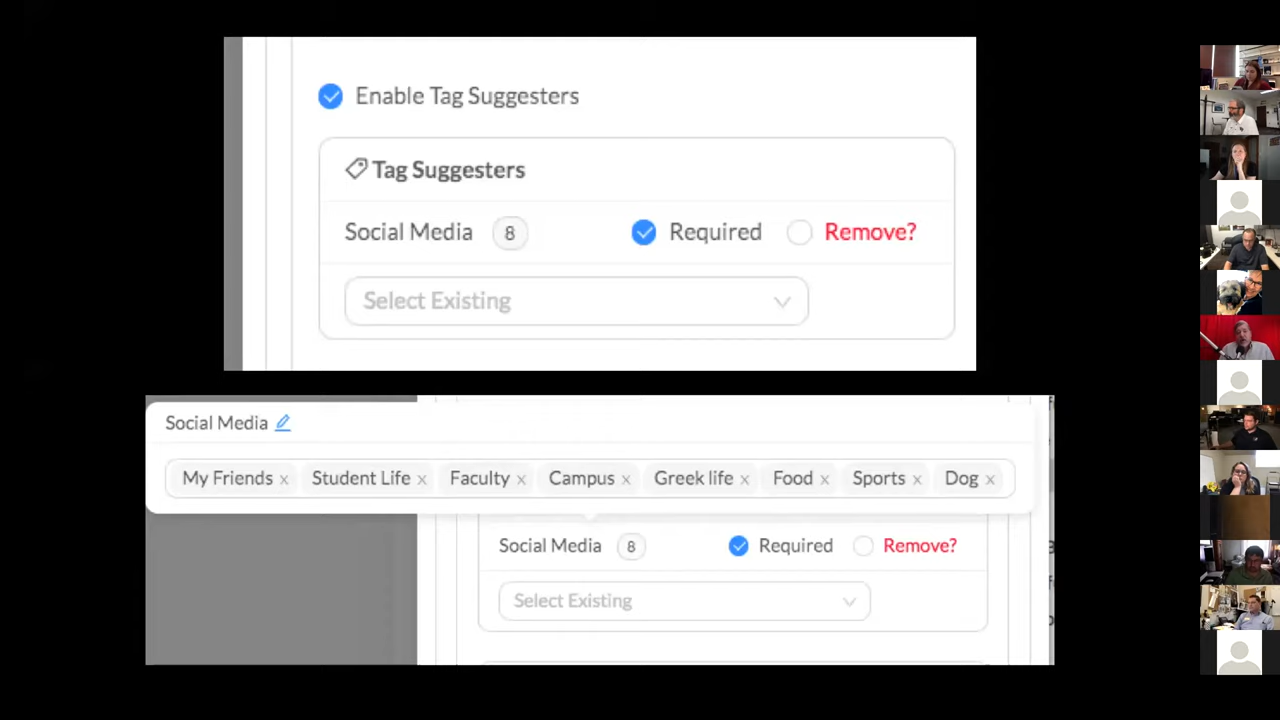 Enable Tag Suggesters
Tag Suggesters
Social Media 8 Required Remove?
Select Existing
Social Media
My Friends x Student Life x Faculty x Campus x Greek life x Food x Sports x Dog x
Social Media 8 Required Remove?
Select Existing